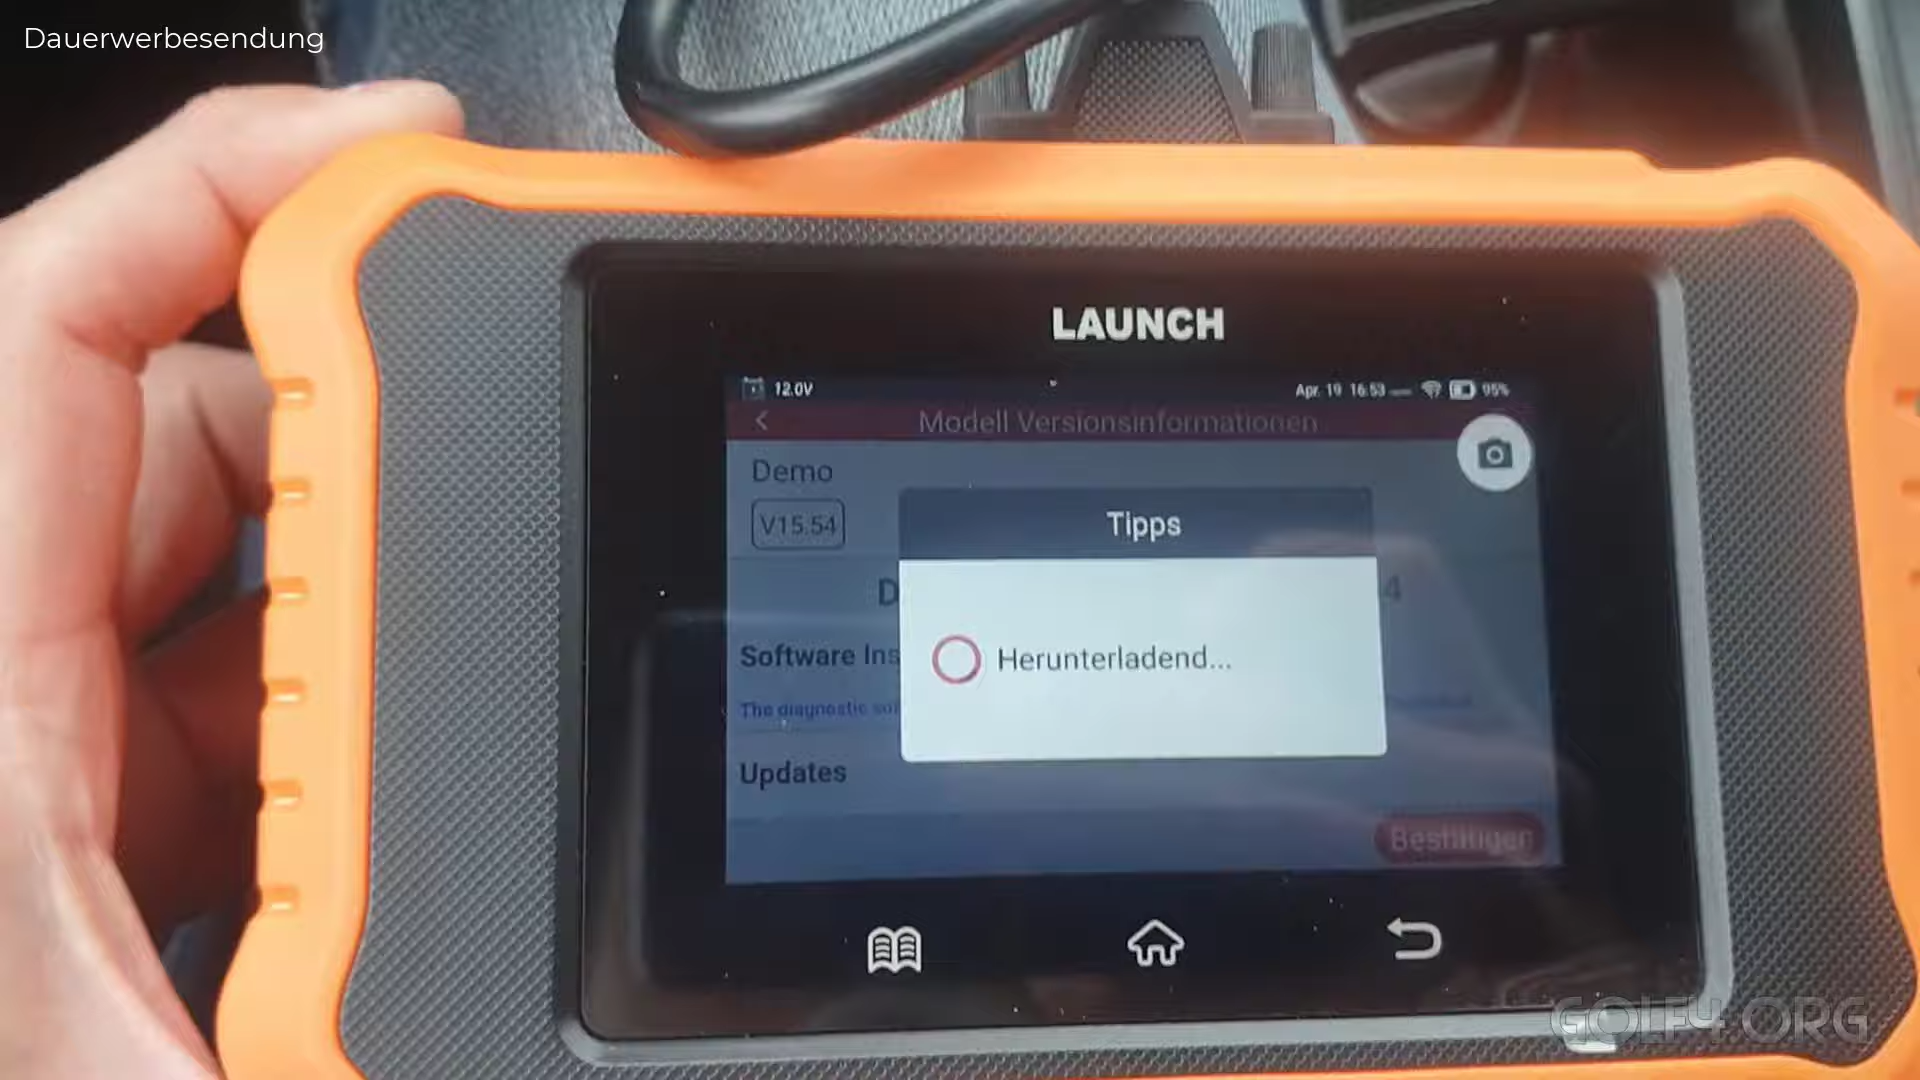 Dauerwerbesendung
LAUNCH
12.0V
Apr. 19 16:53 95%
Modell Versionsinformationen
Demo
V15.54
Tipps
D 4
Herunterladend...
Software Ins
The diagnostic
Updates
Bestätigen
GOLF4.ORG